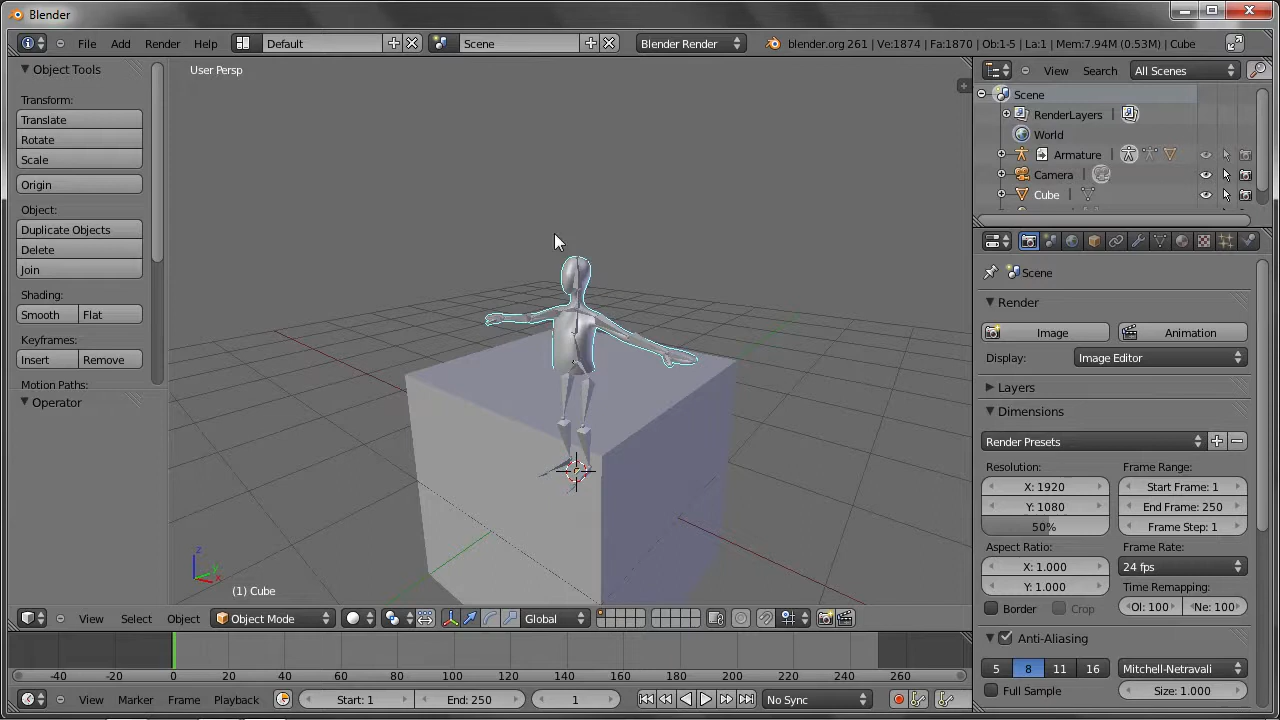 Blender
File Add Render Help Default Scene Blender Render blender.org 261 | Ve:1874 | Fa:1870 | Ob:1-5 | La:1 | Mem:7.94M (0.53M) | Cube
Object Tools
Transform:
Translate
Rotate
Scale
Origin
Object:
Duplicate Objects
Delete
Join
Shading:
Smooth Flat
Keyframes:
Insert Remove
Motion Paths:
Operator
User Persp
z
y
x
(1) Cube
View Search All Scenes
Scene
RenderLayers
World
Armature
Camera
Cube
Scene
Render
Image Animation
Display: Image Editor
Layers
Dimensions
Render Presets
Resolution: Frame Range:
X: 1920 Start Frame: 1
Y: 1080 End Frame: 250
50% Frame Step: 1
Aspect Ratio: Frame Rate:
X: 1.000 24 fps
Y: 1.000 Time Remapping:
Border Crop Ol: 100 Ne: 100
Anti-Aliasing
5 8 11 16 Mitchell-Netravali
Full Sample Size: 1.000
View Select Object Object Mode Global
-40 -20 0 20 40 60 80 100 120 140 160 180 200 220 240 260
View Marker Frame Playback Start: 1 End: 250 1 No Sync